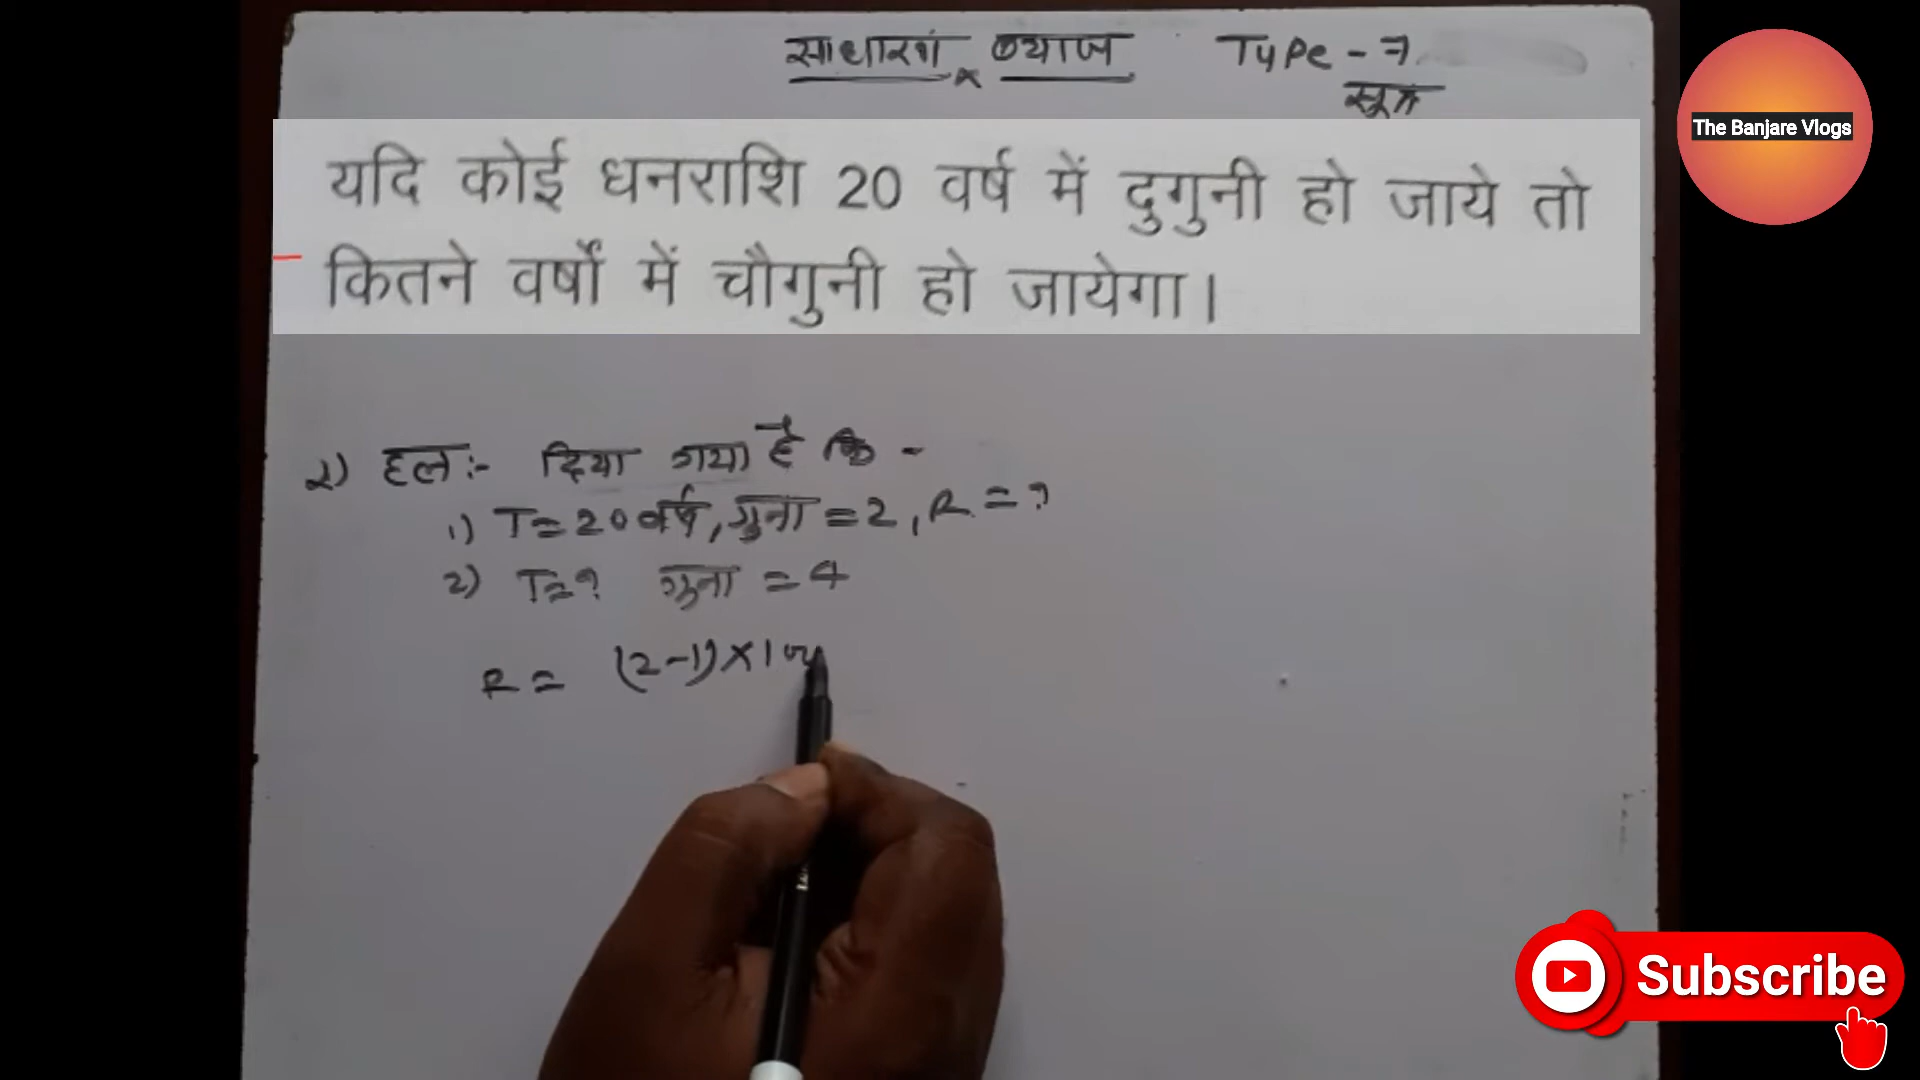 साधारण ब्याज Type-7
सूत्र
The Banjare Vlogs
यदि कोई धनराशि 20 वर्ष में दुगुनी हो जाये तो
कितने वर्षों में चौगुनी हो जायेगा।
2) हल:- दिया गया है कि -
1) T=20 वर्ष, गुना =2, R=?
2) T=? गुना =4
R= (2-1)×100
Subscribe